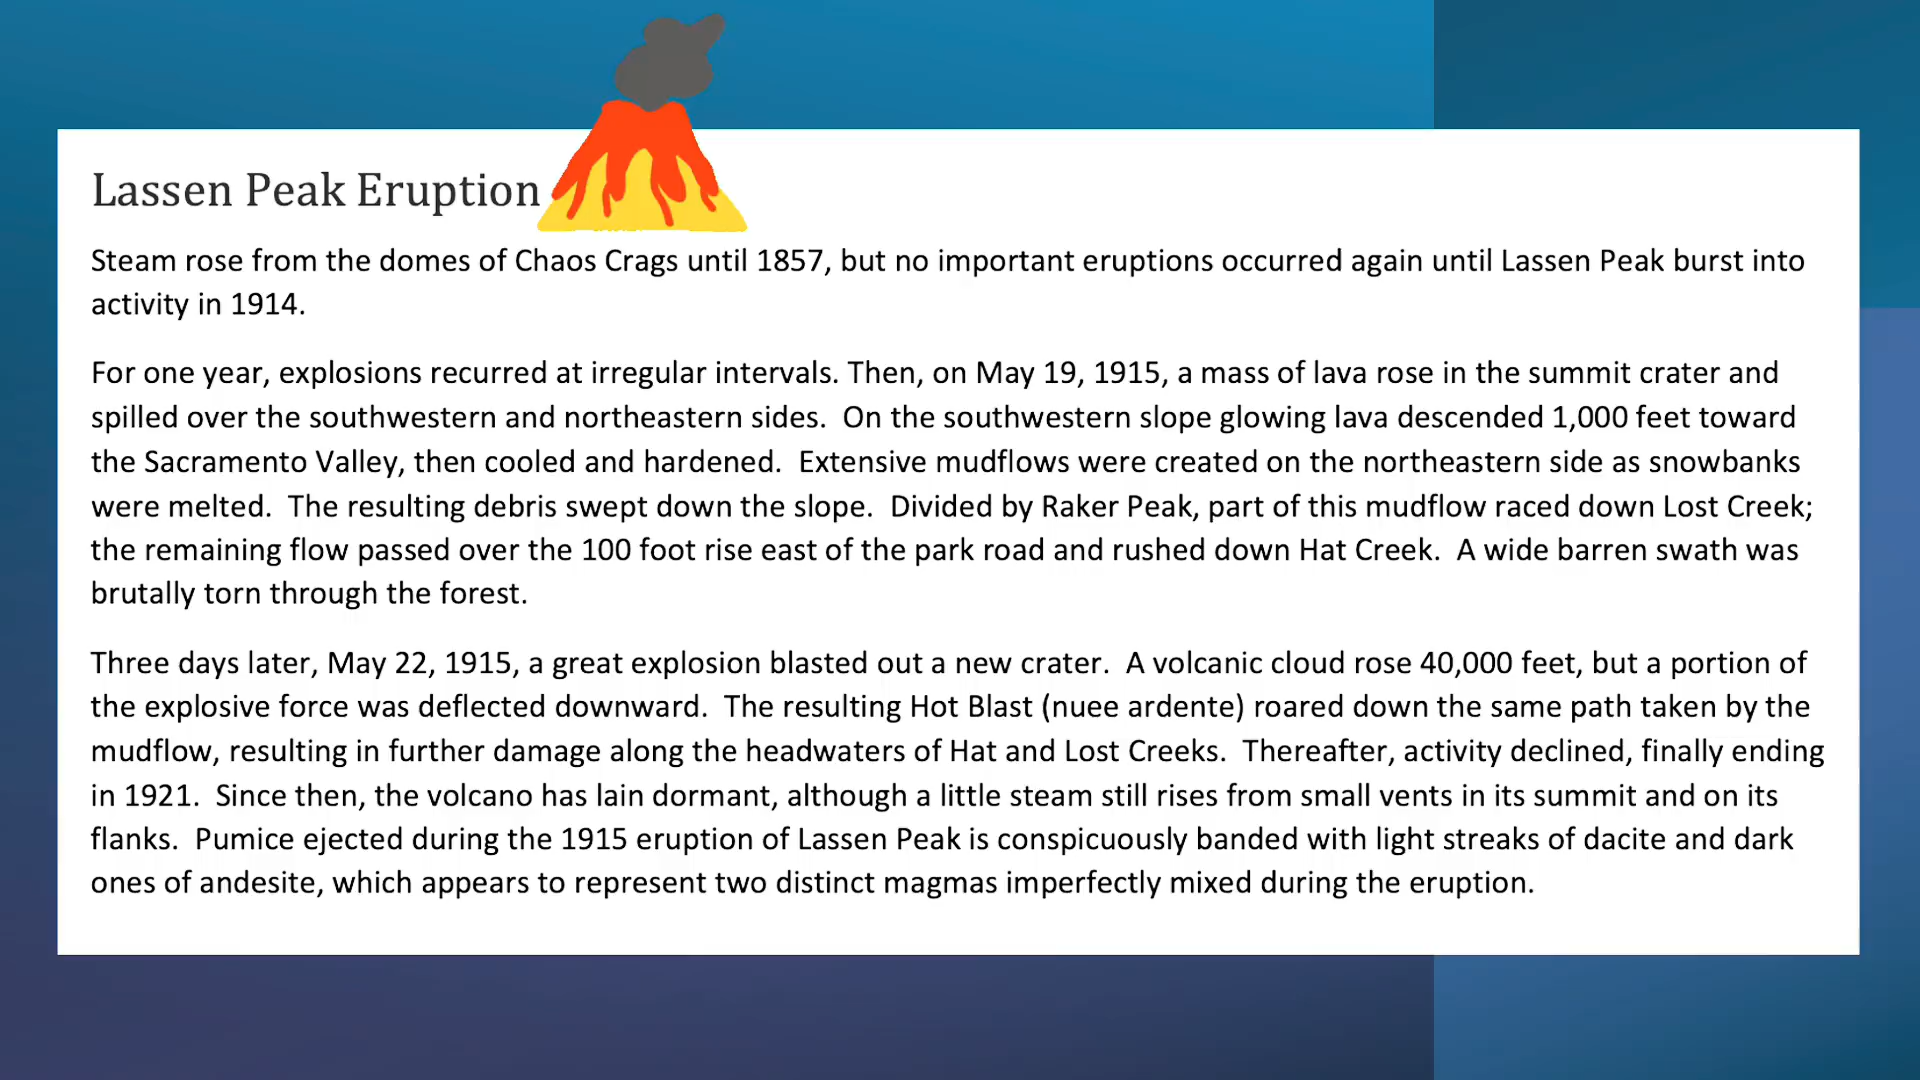 Lassen Peak Eruption
Steam rose from the domes of Chaos Crags until 1857, but no important eruptions occurred again until Lassen Peak burst into
activity in 1914.
For one year, explosions recurred at irregular intervals. Then, on May 19, 1915, a mass of lava rose in the summit crater and
spilled over the southwestern and northeastern sides.  On the southwestern slope glowing lava descended 1,000 feet toward
the Sacramento Valley, then cooled and hardened.  Extensive mudflows were created on the northeastern side as snowbanks
were melted.  The resulting debris swept down the slope.  Divided by Raker Peak, part of this mudflow raced down Lost Creek;
the remaining flow passed over the 100 foot rise east of the park road and rushed down Hat Creek.  A wide barren swath was
brutally torn through the forest.
Three days later, May 22, 1915, a great explosion blasted out a new crater.  A volcanic cloud rose 40,000 feet, but a portion of
the explosive force was deflected downward.  The resulting Hot Blast (nuee ardente) roared down the same path taken by the
mudflow, resulting in further damage along the headwaters of Hat and Lost Creeks.  Thereafter, activity declined, finally ending
in 1921.  Since then, the volcano has lain dormant, although a little steam still rises from small vents in its summit and on its
flanks.  Pumice ejected during the 1915 eruption of Lassen Peak is conspicuously banded with light streaks of dacite and dark
ones of andesite, which appears to represent two distinct magmas imperfectly mixed during the eruption.